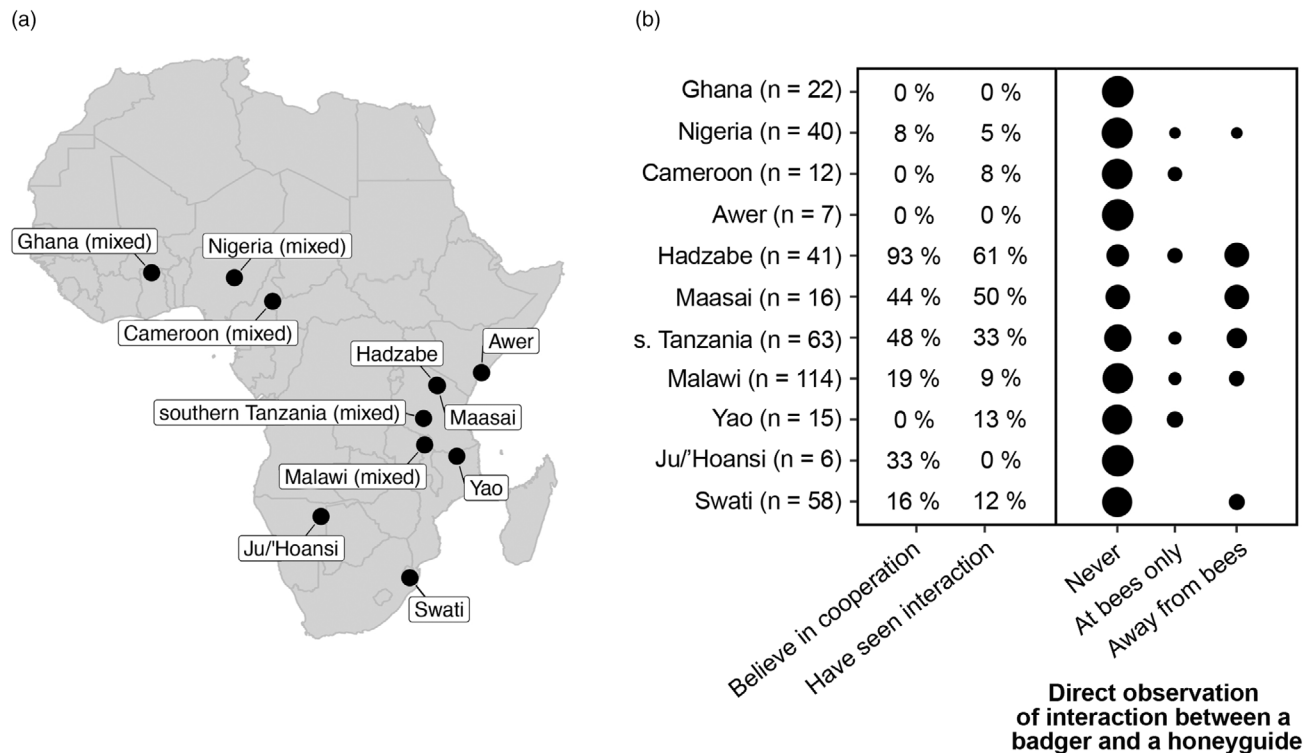 (a)
Ghana (mixed)
Nigeria (mixed)
Cameroon (mixed)
Awer
Hadzabe
southern Tanzania (mixed)
Maasai
Malawi (mixed)
Yao
Ju/'Hoansi
Swati
(b)
Ghana (n = 22) 0 % 0 %
Nigeria (n = 40) 8 % 5 %
Cameroon (n = 12) 0 % 8 %
Awer (n = 7) 0 % 0 %
Hadzabe (n = 41) 93 % 61 %
Maasai (n = 16) 44 % 50 %
s. Tanzania (n = 63) 48 % 33 %
Malawi (n = 114) 19 % 9 %
Yao (n = 15) 0 % 13 %
Ju/'Hoansi (n = 6) 33 % 0 %
Swati (n = 58) 16 % 12 %
Believe in cooperation
Have seen interaction
Never
At bees only
Away from bees
Direct observation
of interaction between a
badger and a honeyguide